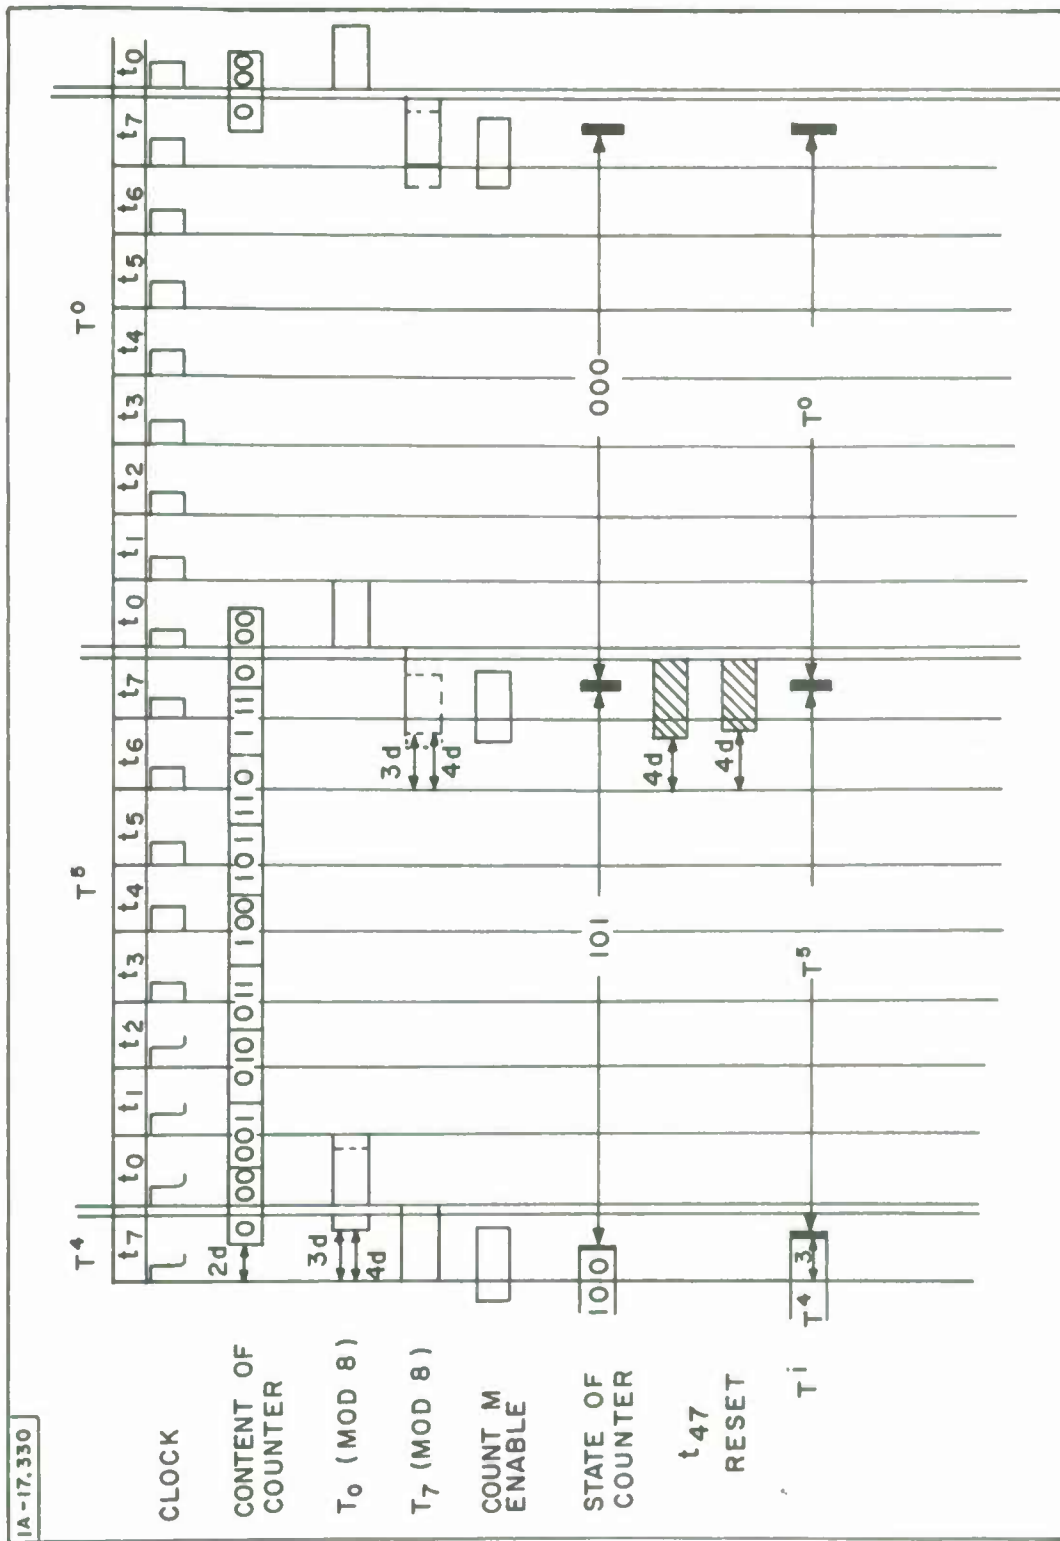 IA-17.330
T⁴ T⁵ T⁰
t₇ t₀ t₁ t₂ t₃ t₄ t₅ t₆ t₇ t₀ t₁ t₂ t₃ t₄ t₅ t₆ t₇ t₀
CLOCK
CONTENT OF
COUNTER
2d 0 00 001 010 011 100 101 110 111 0 00 0 00
T₀ (MOD 8)
3d
4d
T₇ (MOD 8)
3d
4d
COUNT M
ENABLE
STATE OF
COUNTER
100 101 000
t₄₇
4d
RESET
4d
Tⁱ
T⁴ 3 T⁵ T⁰